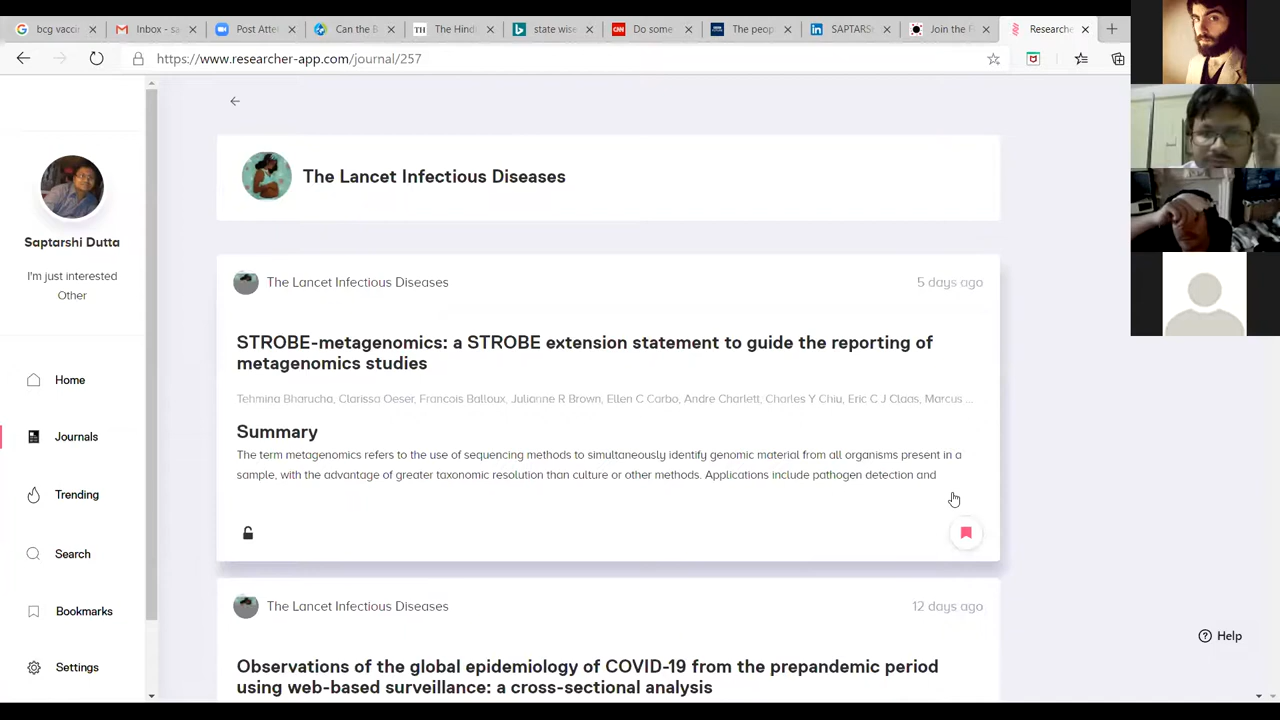 bcg vacci
Inbox - sa
Post Atte
Can the B
The Hind
state wise
Do some
The peop
SAPTARS
Join the F
Researche
https://www.researcher-app.com/journal/257
The Lancet Infectious Diseases
Saptarshi Dutta
I'm just interested
Other
Home
Journals
Trending
Search
Bookmarks
Settings
The Lancet Infectious Diseases
5 days ago
STROBE-metagenomics: a STROBE extension statement to guide the reporting of
metagenomics studies
Tehmina Bharucha, Clarissa Oeser, Francois Balloux, Julianne R Brown, Ellen C Carbo, Andre Charlett, Charles Y Chiu, Eric C J Claas, Marcus ...
Summary
The term metagenomics refers to the use of sequencing methods to simultaneously identify genomic material from all organisms present in a
sample, with the advantage of greater taxonomic resolution than culture or other methods. Applications include pathogen detection and
The Lancet Infectious Diseases
12 days ago
Observations of the global epidemiology of COVID-19 from the prepandemic period
using web-based surveillance: a cross-sectional analysis
Help